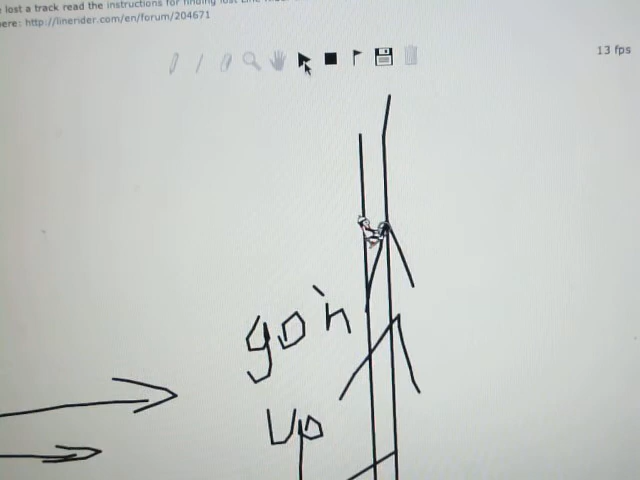 lost a track read the instructions for finding lost Line
here: http://linerider.com/en/forum/204671
13 fps
go'n
Up